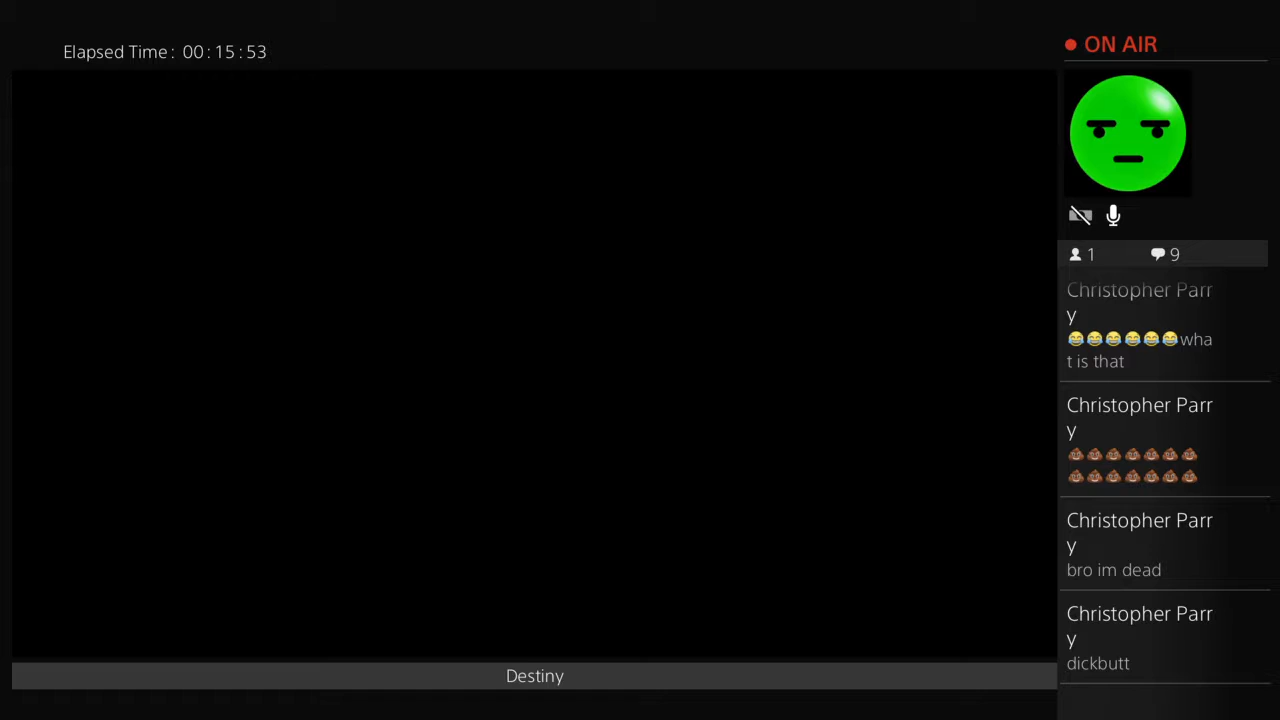 Elapsed Time: 00:15:53
ON AIR
1 9
Christopher Parr
y
😂😂😂😂😂😂wha
t is that
Christopher Parr
y
💩💩💩💩💩💩💩
💩💩💩💩💩💩💩
Christopher Parr
y
bro im dead
Christopher Parr
y
dickbutt
Destiny